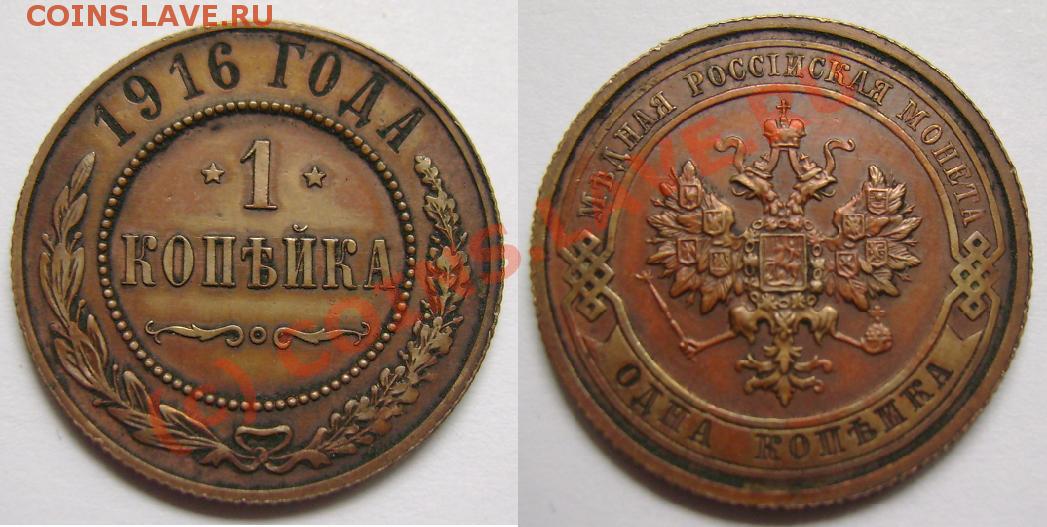 COINS.LAVE.RU
1916 ГОДА
1
КОПѢЙКА
МѢДНАЯ РОССІЙСКАЯ МОНЕТА
ОДНА КОПѢЙКА